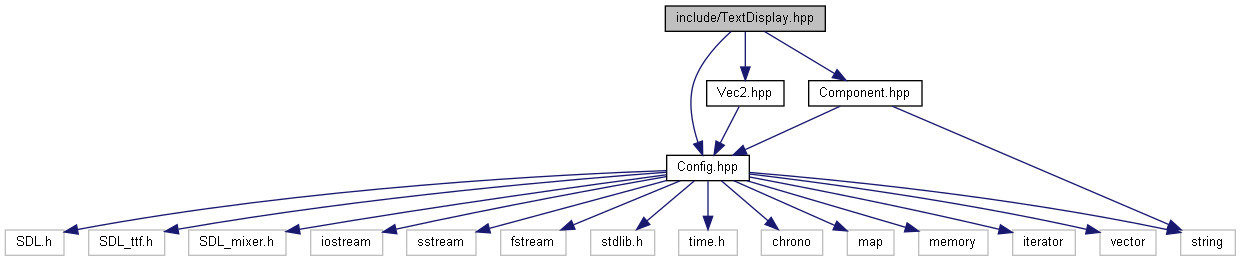 include/TextDisplay.hpp
Vec2.hpp
Component.hpp
Config.hpp
SDL.h
SDL_ttf.h
SDL_mixer.h
iostream
sstream
fstream
stdlib.h
time.h
chrono
map
memory
iterator
vector
string